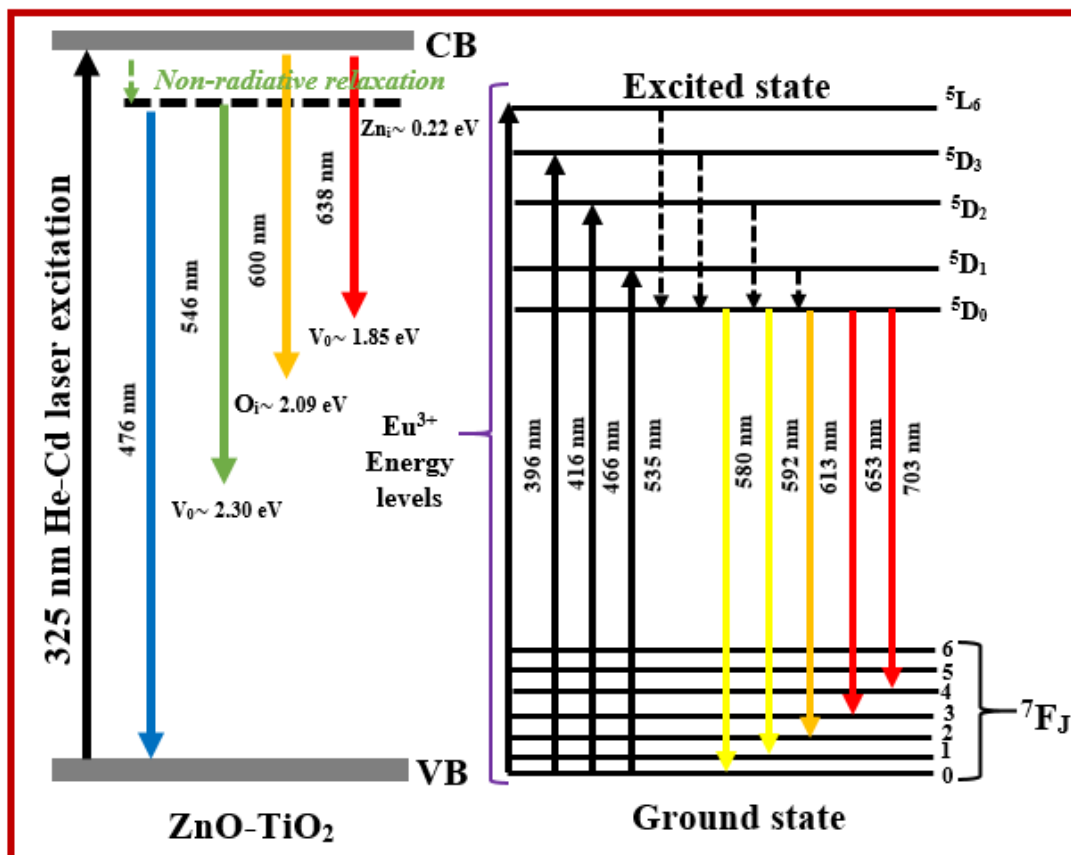 CB
Non-radiative relaxation
Znᵢ~ 0.22 eV
325 nm He-Cd laser excitation
476 nm
546 nm
600 nm
638 nm
V₀~ 1.85 eV
Oᵢ~ 2.09 eV
V₀~ 2.30 eV
VB
ZnO-TiO₂
Eu³⁺
Energy
levels
Excited state
⁵L₆
⁵D₃
⁵D₂
⁵D₁
⁵D₀
396 nm
416 nm
466 nm
535 nm
580 nm
592 nm
613 nm
653 nm
703 nm
6
5
4
3
2
1
0
⁷F_J
Ground state